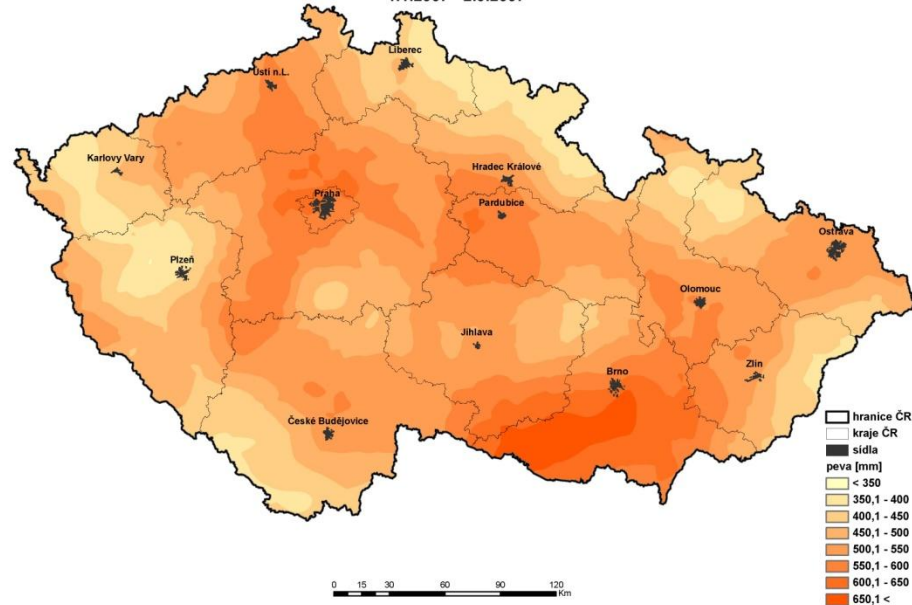 Liberec
Ústí n.L.
Karlovy Vary
Hradec Králové
Praha
Pardubice
Ostrava
Plzeň
Olomouc
Jihlava
Zlín
Brno
České Budějovice
hranice ČR
kraje ČR
sídla
peva [mm]
< 350
350,1 - 400
400,1 - 450
450,1 - 500
500,1 - 550
550,1 - 600
600,1 - 650
650,1 <
0 15 30 60 90 120
Km